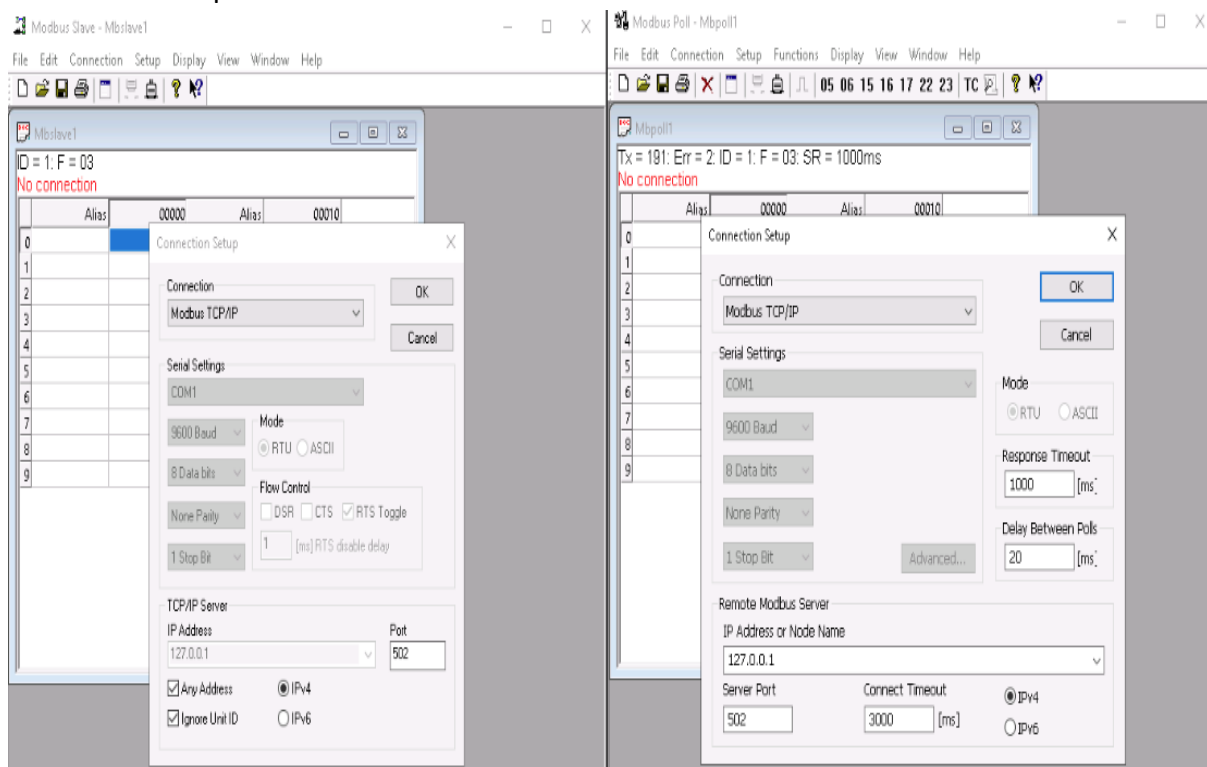 Modbus Slave - Mbslave1
File Edit Connection Setup Display View Window Help
Mbslave1
ID = 1: F = 03
No connection
Alias 00000 Alias 00010
0
1
2
3
4
5
6
7
8
9
Connection Setup
Connection
Modbus TCP/IP
OK
Cancel
Serial Settings
COM1
9600 Baud
8 Data bits
None Parity
1 Stop Bit
Mode
RTU ASCII
Flow Control
DSR CTS RTS Toggle
1 [ms] RTS disable delay
TCP/IP Server
IP Address Port
127.0.0.1 502
Any Address IPv4
Ignore Unit ID IPv6
Modbus Poll - Mbpoll1
File Edit Connection Setup Functions Display View Window Help
05 06 15 16 17 22 23 TC
Mbpoll1
Tx = 191: Err = 2: ID = 1: F = 03: SR = 1000ms
No connection
Alias 00000 Alias 00010
0
1
2
3
4
5
6
7
8
9
Connection Setup
Connection
Modbus TCP/IP
OK
Cancel
Serial Settings
COM1
9600 Baud
8 Data bits
None Parity
1 Stop Bit
Advanced...
Mode
RTU ASCII
Response Timeout
1000 [ms]
Delay Between Polls
20 [ms]
Remote Modbus Server
IP Address or Node Name
127.0.0.1
Server Port Connect Timeout
502 3000 [ms]
IPv4
IPv6